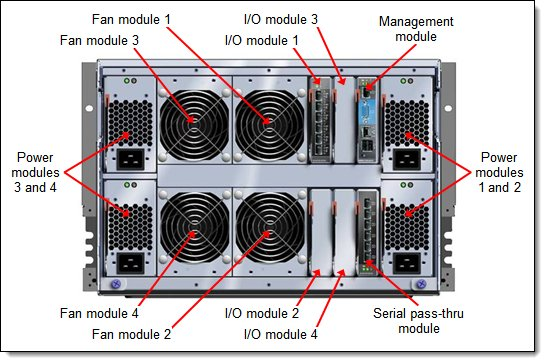 Fan module 1
I/O module 3
Management
module
Fan module 3
I/O module 1
Power
modules
3 and 4
Power
modules
1 and 2
Fan module 4
I/O module 2
Serial pass-thru
module
Fan module 2
I/O module 4